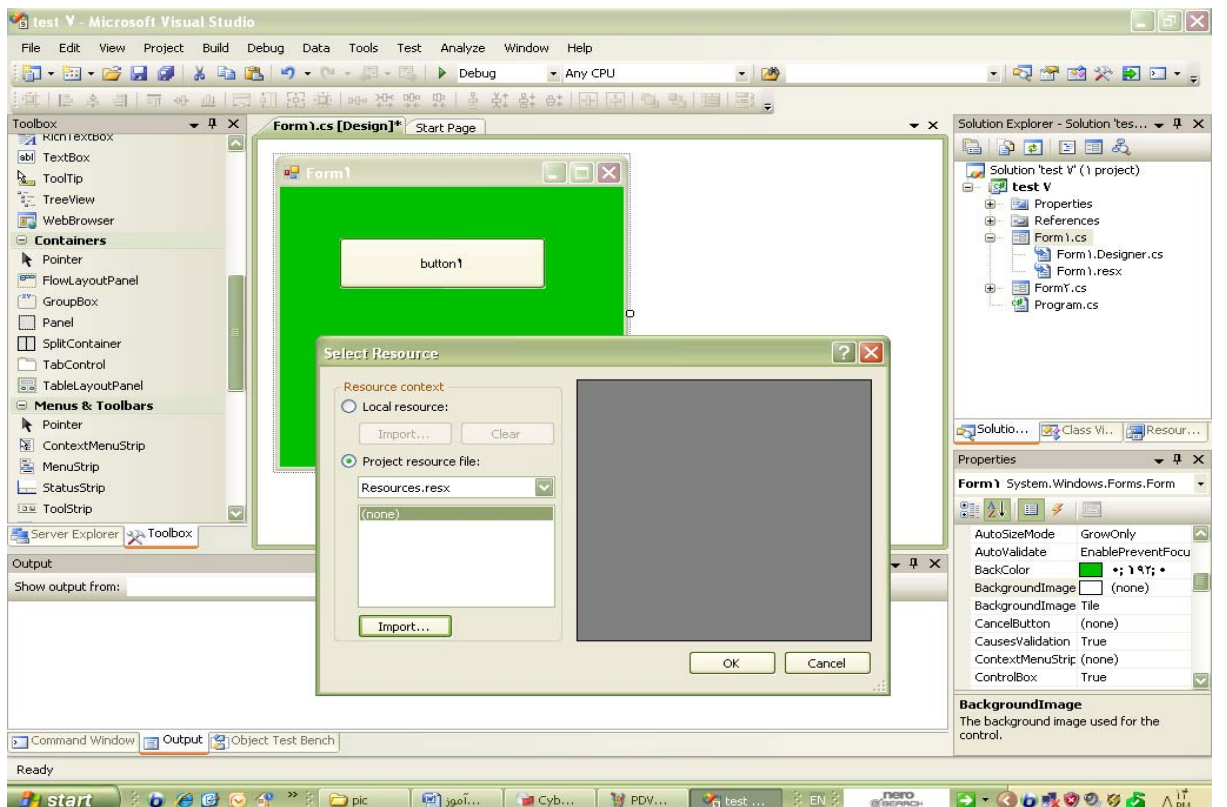 test ۷ - Microsoft Visual Studio
File Edit View Project Build Debug Data Tools Test Analyze Window Help
Debug Any CPU
Toolbox
RichTextBox
TextBox
ToolTip
TreeView
WebBrowser
Containers
Pointer
FlowLayoutPanel
GroupBox
Panel
SplitContainer
TabControl
TableLayoutPanel
Menus & Toolbars
Pointer
ContextMenuStrip
MenuStrip
StatusStrip
ToolStrip
Server Explorer Toolbox
Form۱.cs [Design]* Start Page
Form۱
button۱
Select Resource
Resource context
Local resource:
Import... Clear
Project resource file:
Resources.resx
(none)
Import...
OK Cancel
Solution Explorer - Solution 'tes...
Solution 'test ۷' (۱ project)
test ۷
Properties
References
Form۱.cs
Form۱.Designer.cs
Form۱.resx
Form۲.cs
Program.cs
Solutio... Class Vi.. Resour...
Properties
Form۱ System.Windows.Forms.Form
AutoSizeMode GrowOnly
AutoValidate EnablePreventFocu
BackColor ۰; ۱۹۲; ۰
BackgroundImage (none)
BackgroundImage Tile
CancelButton (none)
CausesValidation True
ContextMenuStrip (none)
ControlBox True
BackgroundImage
The background image used for the
control.
Output
Show output from:
Command Window Output Object Test Bench
Ready
start pic آموز... Cyb... PDV... test ... EN nero SEARCH